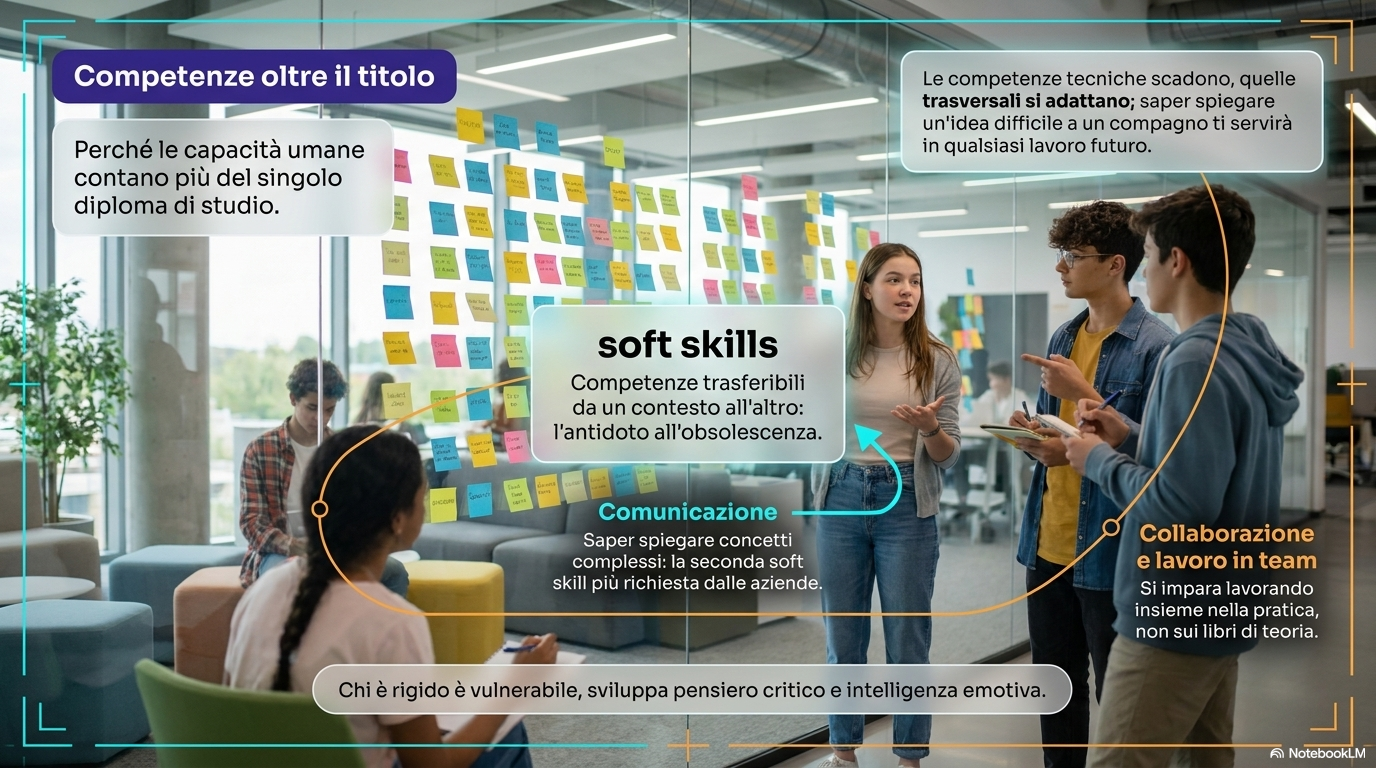 Competenze oltre il titolo
Perché le capacità umane
contano più del singolo
diploma di studio.
Le competenze tecniche scadono, quelle
trasversali si adattano; saper spiegare
un'idea difficile a un compagno ti servirà
in qualsiasi lavoro futuro.
soft skills
Competenze trasferibili
da un contesto all'altro:
l'antidoto all'obsolescenza.
Comunicazione
Saper spiegare concetti
complessi: la seconda soft
skill più richiesta dalle aziende.
Collaborazione
e lavoro in team
Si impara lavorando
insieme nella pratica,
non sui libri di teoria.
Chi è rigido è vulnerabile, sviluppa pensiero critico e intelligenza emotiva.
NotebookLM